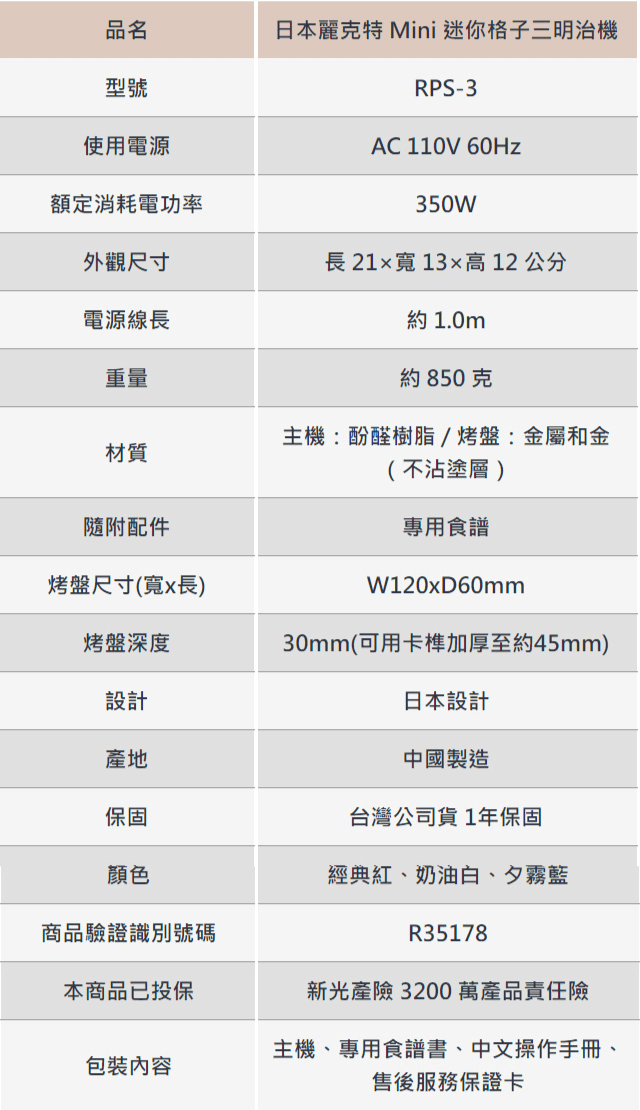 品名 日本麗克特 Mini 迷你格子三明治機
型號 RPS-3
使用電源 AC 110V 60Hz
額定消耗電功率 350W
外觀尺寸 長 21×寬 13×高 12 公分
電源線長 約 1.0m
重量 約 850 克
材質 主機：酚醛樹脂 / 烤盤：金屬和金
（不沾塗層）
隨附配件 專用食譜
烤盤尺寸(寬x長) W120xD60mm
烤盤深度 30mm(可用卡榫加厚至約45mm)
設計 日本設計
產地 中國製造
保固 台灣公司貨 1年保固
顏色 經典紅、奶油白、夕霧藍
商品驗證識別號碼 R35178
本商品已投保 新光產險 3200 萬產品責任險
包裝內容 主機、專用食譜書、中文操作手冊、
售後服務保證卡